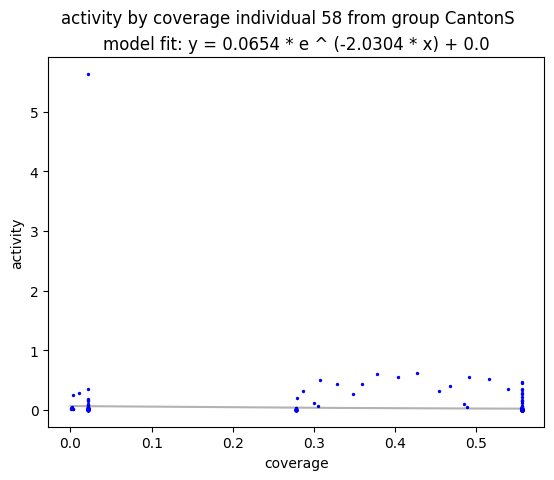 activity by coverage individual 58 from group CantonS
model fit: y = 0.0654 * e ^ (-2.0304 * x) + 0.0
5
4
3
2
1
0
activity
0.0 0.1 0.2 0.3 0.4 0.5
coverage